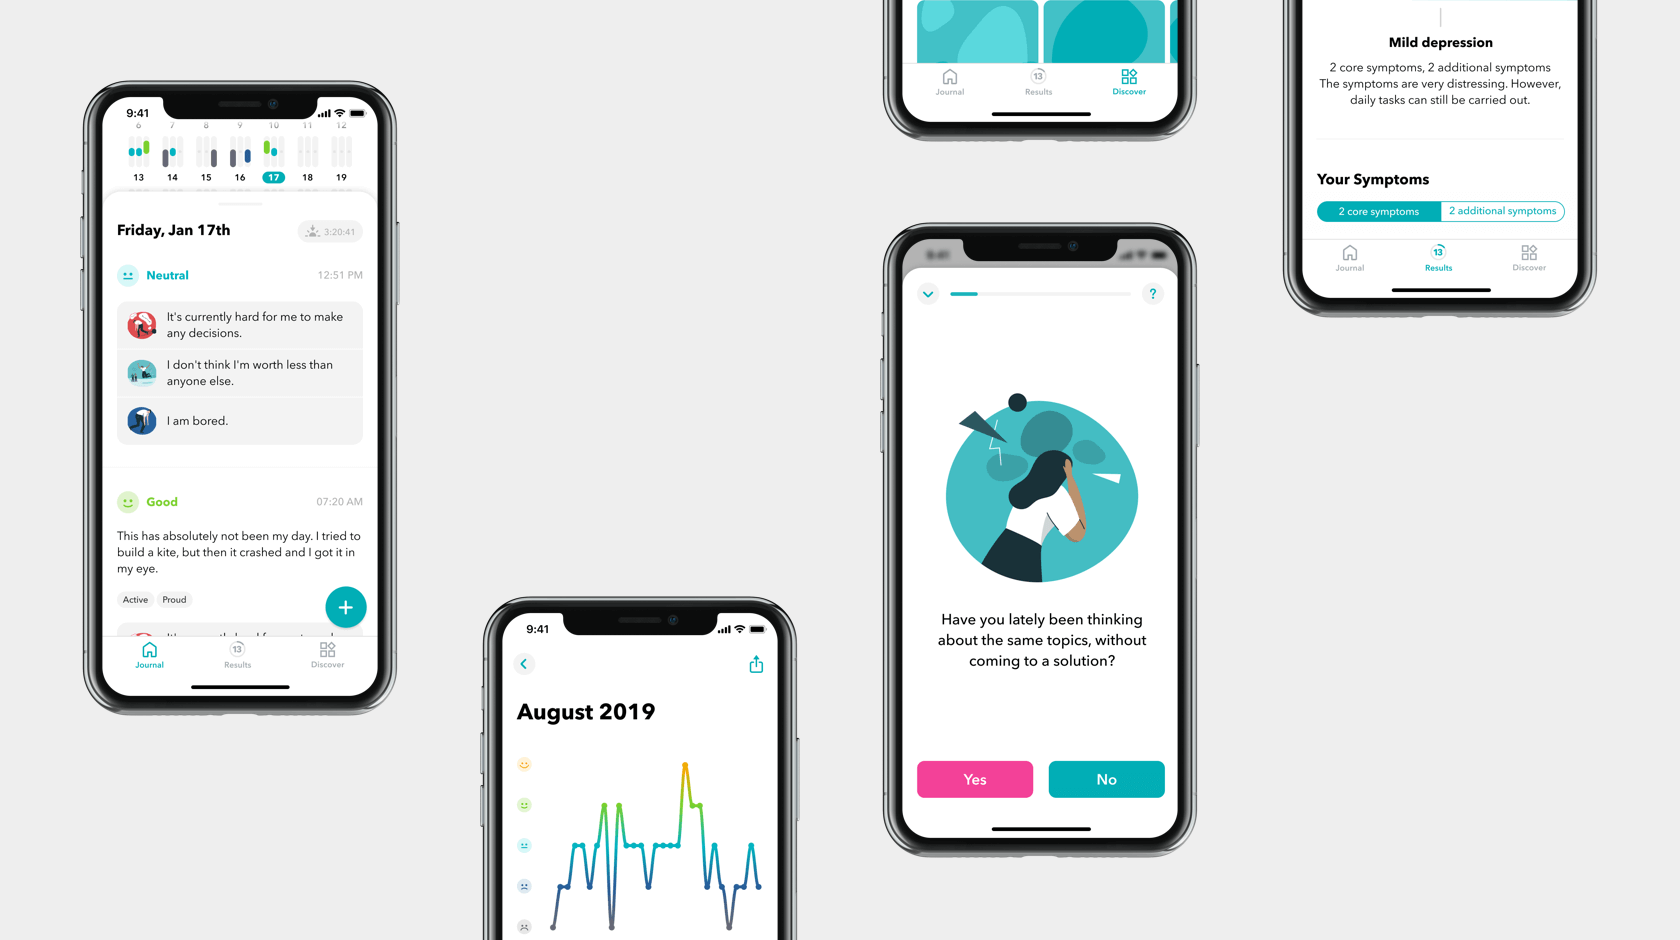 9:41
6 7 8 9 10 11 12
13 14 15 16 17 18 19
Friday, Jan 17th
3:20:41
Neutral
12:51 PM
It's currently hard for me to make
any decisions.
I don't think I'm worth less than
anyone else.
I am bored.
Good
07:20 AM
This has absolutely not been my day. I tried to
build a kite, but then it crashed and I got it in
my eye.
Active Proud
+
13
Journal Results Discover
9:41
August 2019
13
Journal Results Discover
9:41
?
Have you lately been thinking
about the same topics, without
coming to a solution?
Yes No
Mild depression
2 core symptoms, 2 additional symptoms
The symptoms are very distressing. However,
daily tasks can still be carried out.
Your Symptoms
2 core symptoms 2 additional symptoms
13
Journal Results Discover